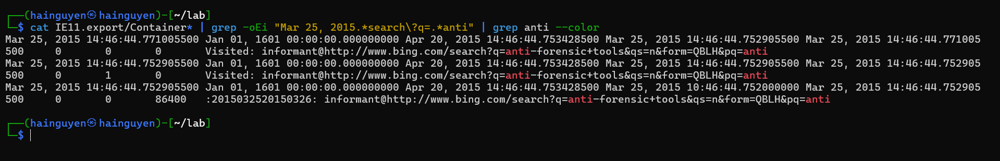 ┌──(hainguyen㉿hainguyen)-[~/lab]
└─$ cat IE11.export/Container* | grep -oEi "Mar 25, 2015.*search\?q=.*anti" | grep anti --color
Mar 25, 2015 14:46:44.771005500 Jan 01, 1601 00:00:00.000000000 Apr 20, 2015 14:46:44.753428500 Mar 25, 2015 14:46:44.752905500 Mar 25, 2015 14:46:44.771005
500     0       0       0       Visited: informant@http://www.bing.com/search?q=anti-forensic+tools&qs=n&form=QBLH&pq=anti
Mar 25, 2015 14:46:44.752905500 Jan 01, 1601 00:00:00.000000000 Apr 20, 2015 14:46:44.753428500 Mar 25, 2015 14:46:44.752905500 Mar 25, 2015 14:46:44.752905
500     0       1       0       Visited: informant@http://www.bing.com/search?q=anti-forensic+tools&qs=n&form=QBLH&pq=anti
Mar 25, 2015 14:46:44.752905500 Jan 01, 1601 00:00:00.000000000 Apr 20, 2015 14:46:44.753428500 Mar 25, 2015 10:46:44.752000000 Mar 25, 2015 14:46:44.752905
500     0       0       86400   :2015032520150326: informant@http://www.bing.com/search?q=anti-forensic+tools&qs=n&form=QBLH&pq=anti
┌──(hainguyen㉿hainguyen)-[~/lab]
└─$